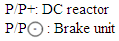 P/P+: DC reactor
P/P⊖ : Brake unit